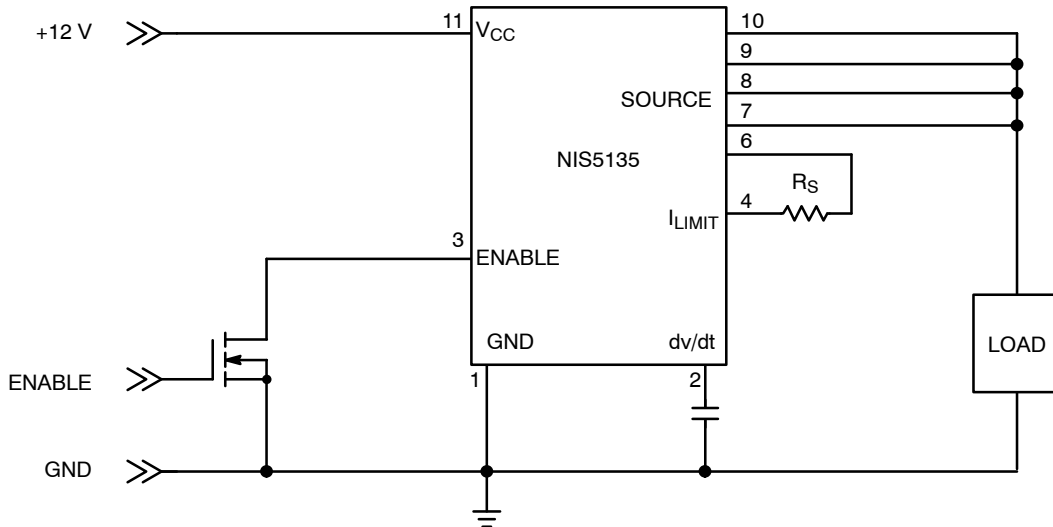 +12 V
11
V_CC
10
9
8
SOURCE
7
6
NIS5135
R_S
4
I_LIMIT
3
ENABLE
GND
dv/dt
LOAD
ENABLE
1
2
GND